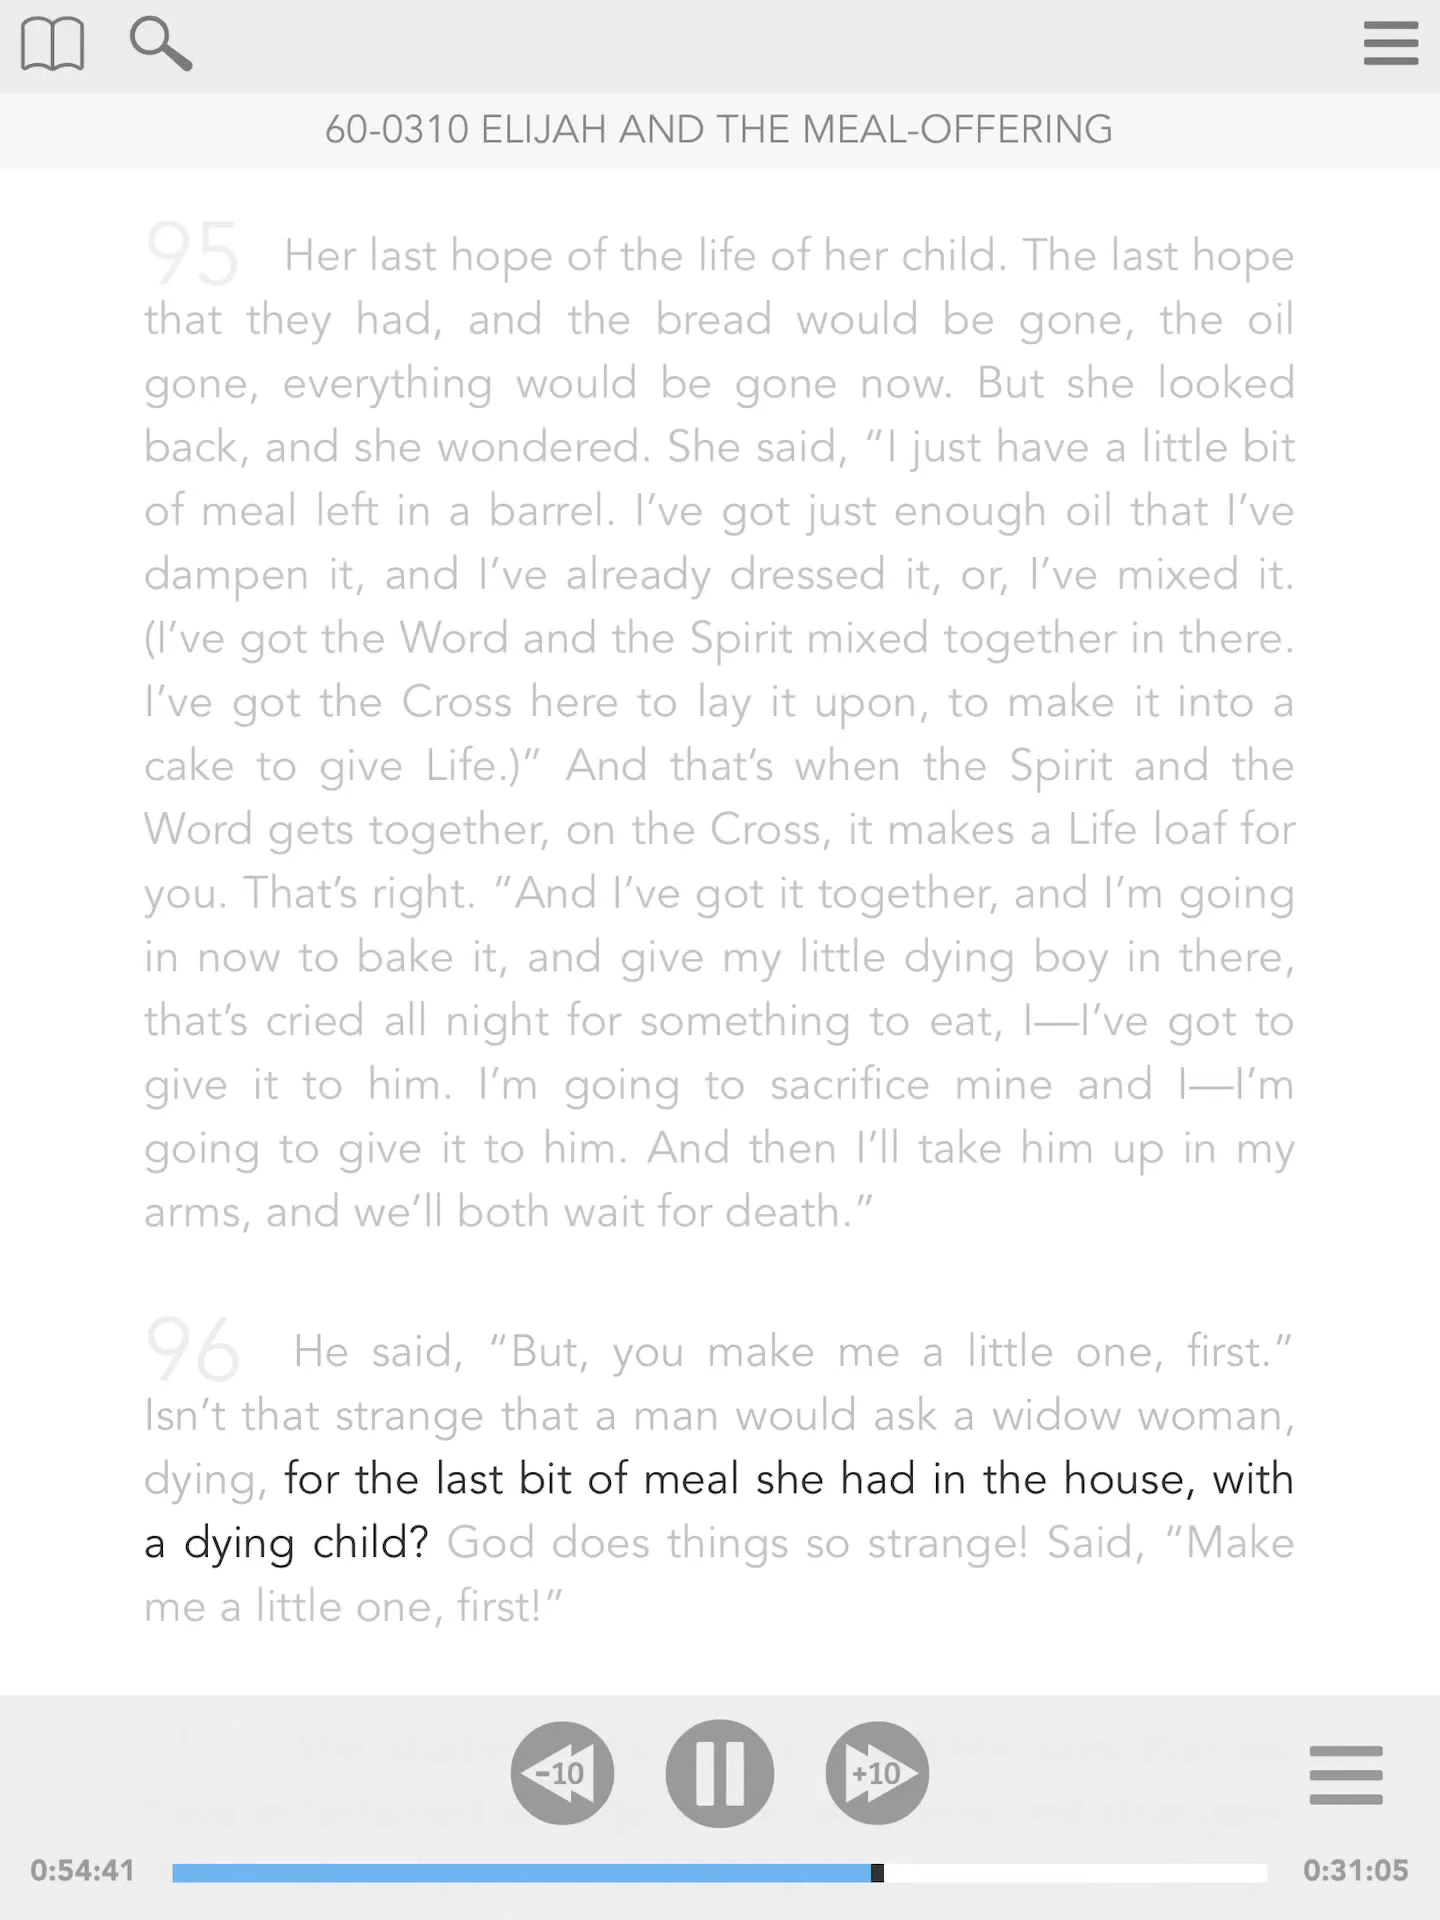 60-0310 ELIJAH AND THE MEAL-OFFERING
95 Her last hope of the life of her child. The last hope
that they had, and the bread would be gone, the oil
gone, everything would be gone now. But she looked
back, and she wondered. She said, “I just have a little bit
of meal left in a barrel. I’ve got just enough oil that I’ve
dampen it, and I’ve already dressed it, or, I’ve mixed it.
(I’ve got the Word and the Spirit mixed together in there.
I’ve got the Cross here to lay it upon, to make it into a
cake to give Life.)” And that’s when the Spirit and the
Word gets together, on the Cross, it makes a Life loaf for
you. That’s right. “And I’ve got it together, and I’m going
in now to bake it, and give my little dying boy in there,
that’s cried all night for something to eat, I—I’ve got to
give it to him. I’m going to sacrifice mine and I—I’m
going to give it to him. And then I’ll take him up in my
arms, and we’ll both wait for death.”
96 He said, “But, you make me a little one, first.”
Isn’t that strange that a man would ask a widow woman,
dying, for the last bit of meal she had in the house, with
a dying child? God does things so strange! Said, “Make
me a little one, first!”
-10 +10
0:54:41 0:31:05